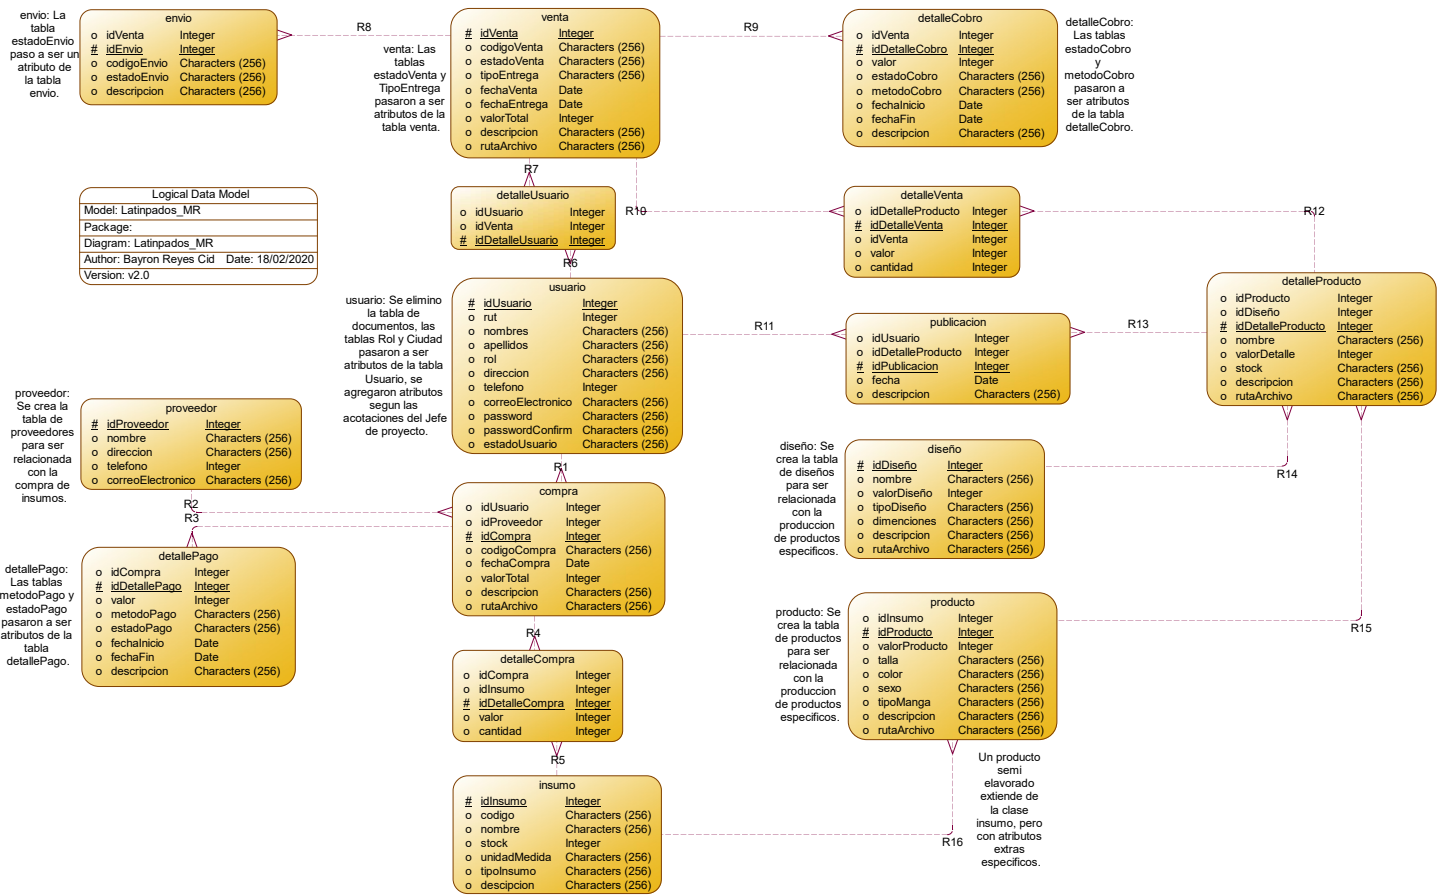 envio: La
tabla
estadoEnvio
paso a ser un
atributo de
la tabla
envio.
envio
o idVenta Integer
# idEnvio Integer
o codigoEnvio Characters (256)
o estadoEnvio Characters (256)
o descripcion Characters (256)
R8
venta: Las
tablas
estadoVenta y
TipoEntrega
pasaron a ser
atributos de la
tabla venta.
venta
# idVenta Integer
o codigoVenta Characters (256)
o estadoVenta Characters (256)
o tipoEntrega Characters (256)
o fechaVenta Date
o fechaEntrega Date
o valorTotal Integer
o descripcion Characters (256)
o rutaArchivo Characters (256)
R9
detalleCobro
o idVenta Integer
# idDetalleCobro Integer
o valor Integer
o estadoCobro Characters (256)
o metodoCobro Characters (256)
o fechaInicio Date
o fechaFin Date
o descripcion Characters (256)
detalleCobro:
Las tablas
estadoCobro
y
metodoCobro
pasaron a
ser atributos
de la tabla
detalleCobro.
Logical Data Model
Model: Latinpados_MR
Package:
Diagram: Latinpados_MR
Author: Bayron Reyes Cid Date: 18/02/2020
Version: v2.0
R7
detalleUsuario
o idUsuario Integer
o idVenta Integer
# idDetalleUsuario Integer
R10
detalleVenta
o idDetalleProducto Integer
# idDetalleVenta Integer
o idVenta Integer
o valor Integer
o cantidad Integer
R12
R6
usuario: Se elimino
la tabla de
documentos, las
tablas Rol y Ciudad
pasaron a ser
atributos de la tabla
Usuario, se
agregaron atributos
segun las
acotaciones del Jefe
de proyecto.
usuario
# idUsuario Integer
o rut Integer
o nombres Characters (256)
o apellidos Characters (256)
o rol Characters (256)
o direccion Characters (256)
o telefono Integer
o correoElectronico Characters (256)
o password Characters (256)
o passwordConfirm Characters (256)
o estadoUsuario Characters (256)
R11
publicacion
o idUsuario Integer
o idDetalleProducto Integer
# idPublicacion Integer
o fecha Date
o descripcion Characters (256)
R13
detalleProducto
o idProducto Integer
o idDiseño Integer
# idDetalleProducto Integer
o nombre Characters (256)
o valorDetalle Integer
o stock Characters (256)
o descripcion Characters (256)
o rutaArchivo Characters (256)
proveedor:
Se crea la
tabla de
proveedores
para ser
relacionada
con la
compra de
insumos.
proveedor
# idProveedor Integer
o nombre Characters (256)
o direccion Characters (256)
o telefono Integer
o correoElectronico Characters (256)
R1
R2
R3
compra
o idUsuario Integer
o idProveedor Integer
# idCompra Integer
o codigoCompra Characters (256)
o fechaCompra Date
o valorTotal Integer
o descripcion Characters (256)
o rutaArchivo Characters (256)
diseño: Se
crea la tabla
de diseños
para ser
relacionada
con la
produccion
de productos
especificos.
diseño
# idDiseño Integer
o nombre Characters (256)
o valorDiseño Integer
o tipoDiseño Characters (256)
o dimenciones Characters (256)
o descripcion Characters (256)
o rutaArchivo Characters (256)
R14
detallePago:
Las tablas
metodoPago y
estadoPago
pasaron a ser
atributos de la
tabla
detallePago.
detallePago
o idCompra Integer
# idDetallePago Integer
o valor Integer
o metodoPago Characters (256)
o estadoPago Characters (256)
o fechaInicio Date
o fechaFin Date
o descripcion Characters (256)
R4
detalleCompra
o idCompra Integer
o idInsumo Integer
# idDetalleCompra Integer
o valor Integer
o cantidad Integer
producto: Se
crea la tabla
de productos
para ser
relacionada
con la
produccion
de productos
especificos.
producto
o idInsumo Integer
# idProducto Integer
o valorProducto Integer
o talla Characters (256)
o color Characters (256)
o sexo Characters (256)
o tipoManga Characters (256)
o descripcion Characters (256)
o rutaArchivo Characters (256)
R15
R5
insumo
# idInsumo Integer
o codigo Characters (256)
o nombre Characters (256)
o stock Integer
o unidadMedida Characters (256)
o tipoInsumo Characters (256)
o descipcion Characters (256)
R16
Un producto
semi
elavorado
extiende de
la clase
insumo, pero
con atributos
extras
especificos.